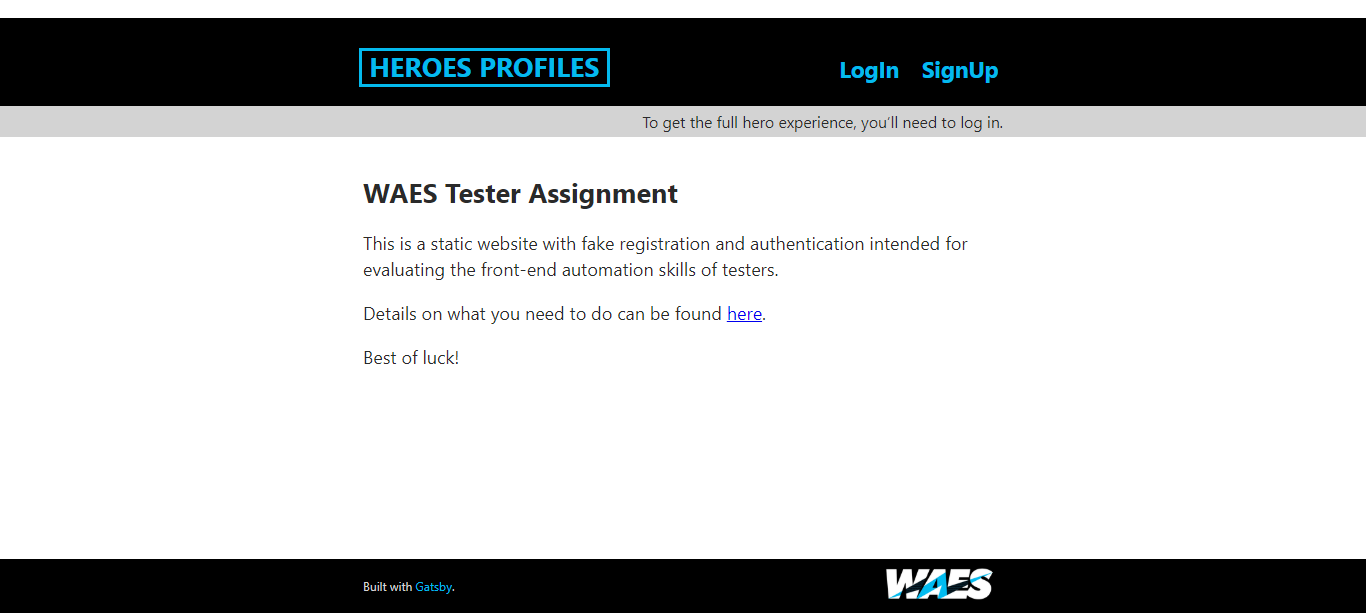 HEROES PROFILES
LogIn SignUp
To get the full hero experience, you’ll need to log in.
WAES Tester Assignment
This is a static website with fake registration and authentication intended for
evaluating the front-end automation skills of testers.
Details on what you need to do can be found here.
Best of luck!
Built with Gatsby.
WAES